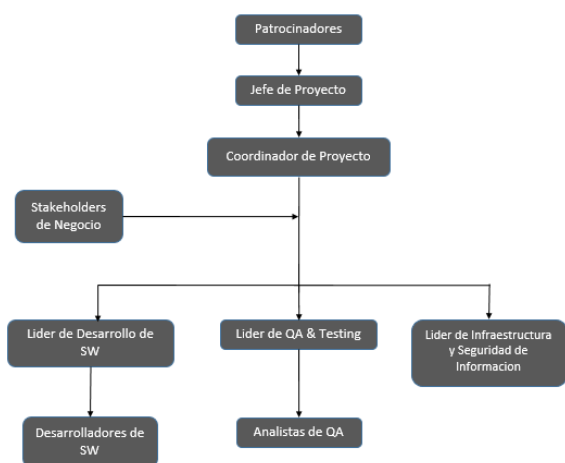 Patrocinadores
Jefe de Proyecto
Coordinador de Proyecto
Stakeholders
de Negocio
Lider de Desarrollo de
SW
Lider de QA & Testing
Lider de Infraestructura
y Seguridad de
Informacion
Desarrolladores de
SW
Analistas de QA